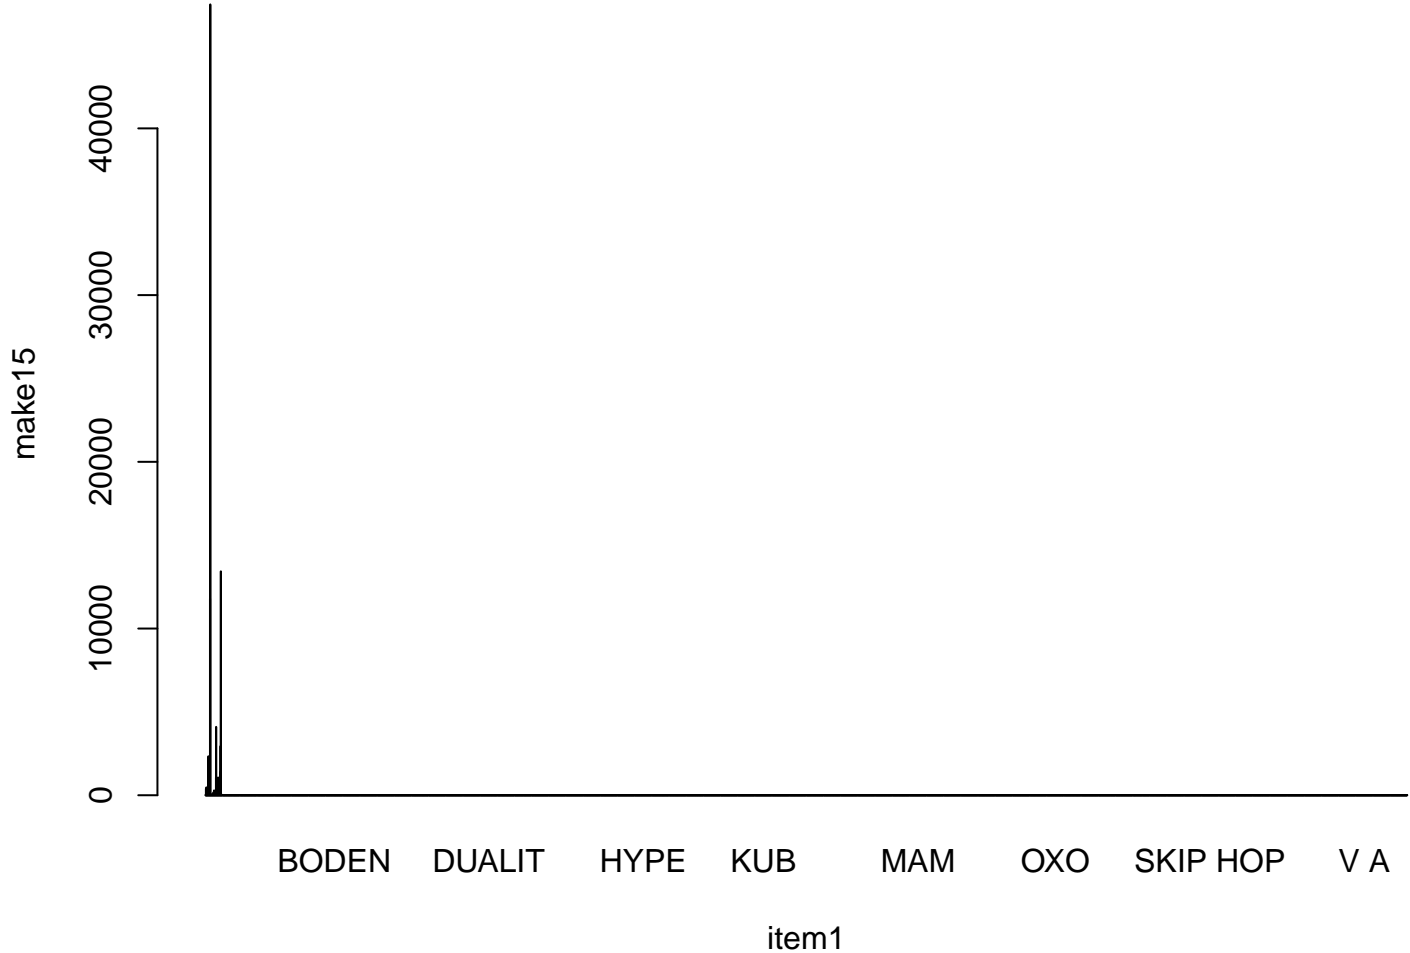 make15
40000
30000
20000
10000
0
BODEN DUALIT HYPE KUB MAM OXO SKIP HOP V A
item1